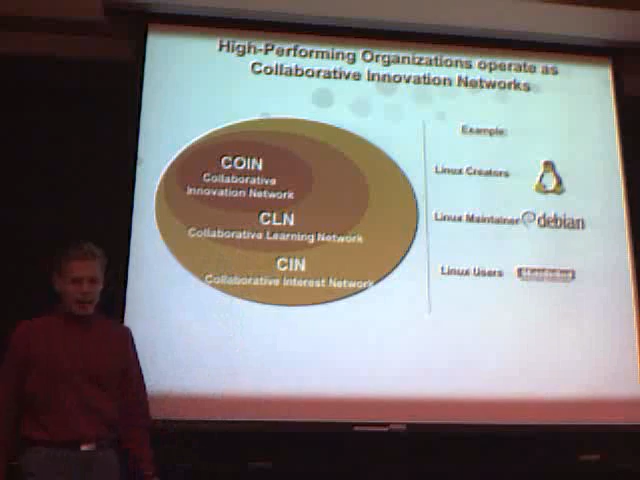 High-Performing Organizations operate as
Collaborative Innovation Networks
Example:
COIN
Collaborative
Innovation Network
CLN
Collaborative Learning Network
CIN
Collaborative Interest Network
Linux Creators
Linux Maintainer
debian
Linux Users